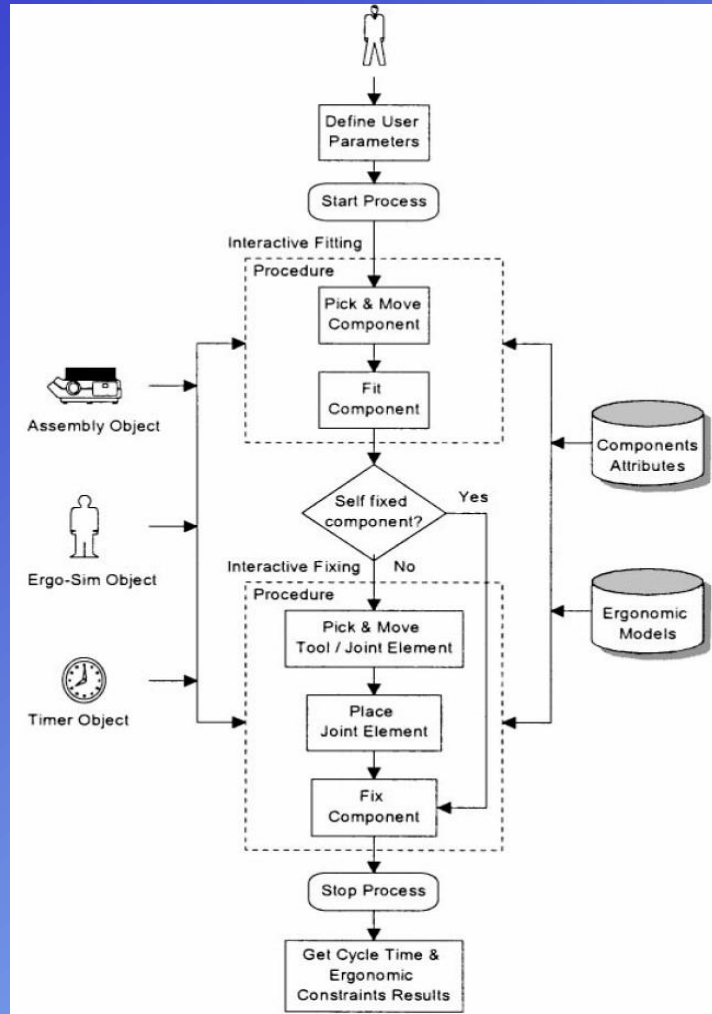 Define User
Parameters
Start Process
Interactive Fitting
Procedure
Pick & Move
Component
Fit
Component
Assembly Object
Components
Attributes
Self fixed
component?
Yes
No
Ergo-Sim Object
Interactive Fixing
Procedure
Pick & Move
Tool / Joint Element
Ergonomic
Models
Place
Joint Element
Timer Object
Fix
Component
Stop Process
Get Cycle Time &
Ergonomic
Constraints Results